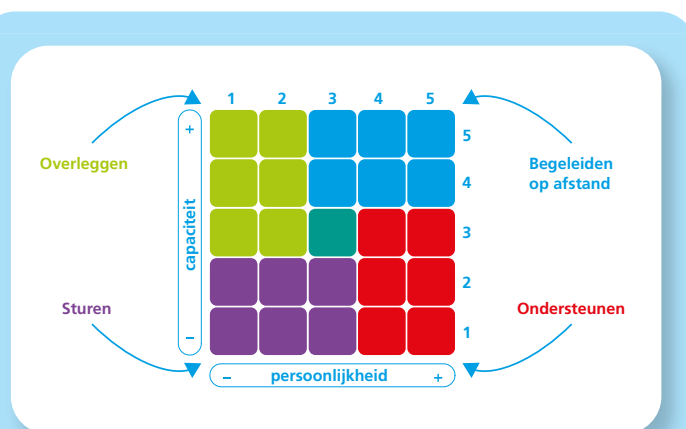 1 2 3 4 5
+
5
Overleggen
Begeleiden
op afstand
4
capaciteit
3
2
Sturen
Ondersteunen
1
–
– persoonlijkheid +